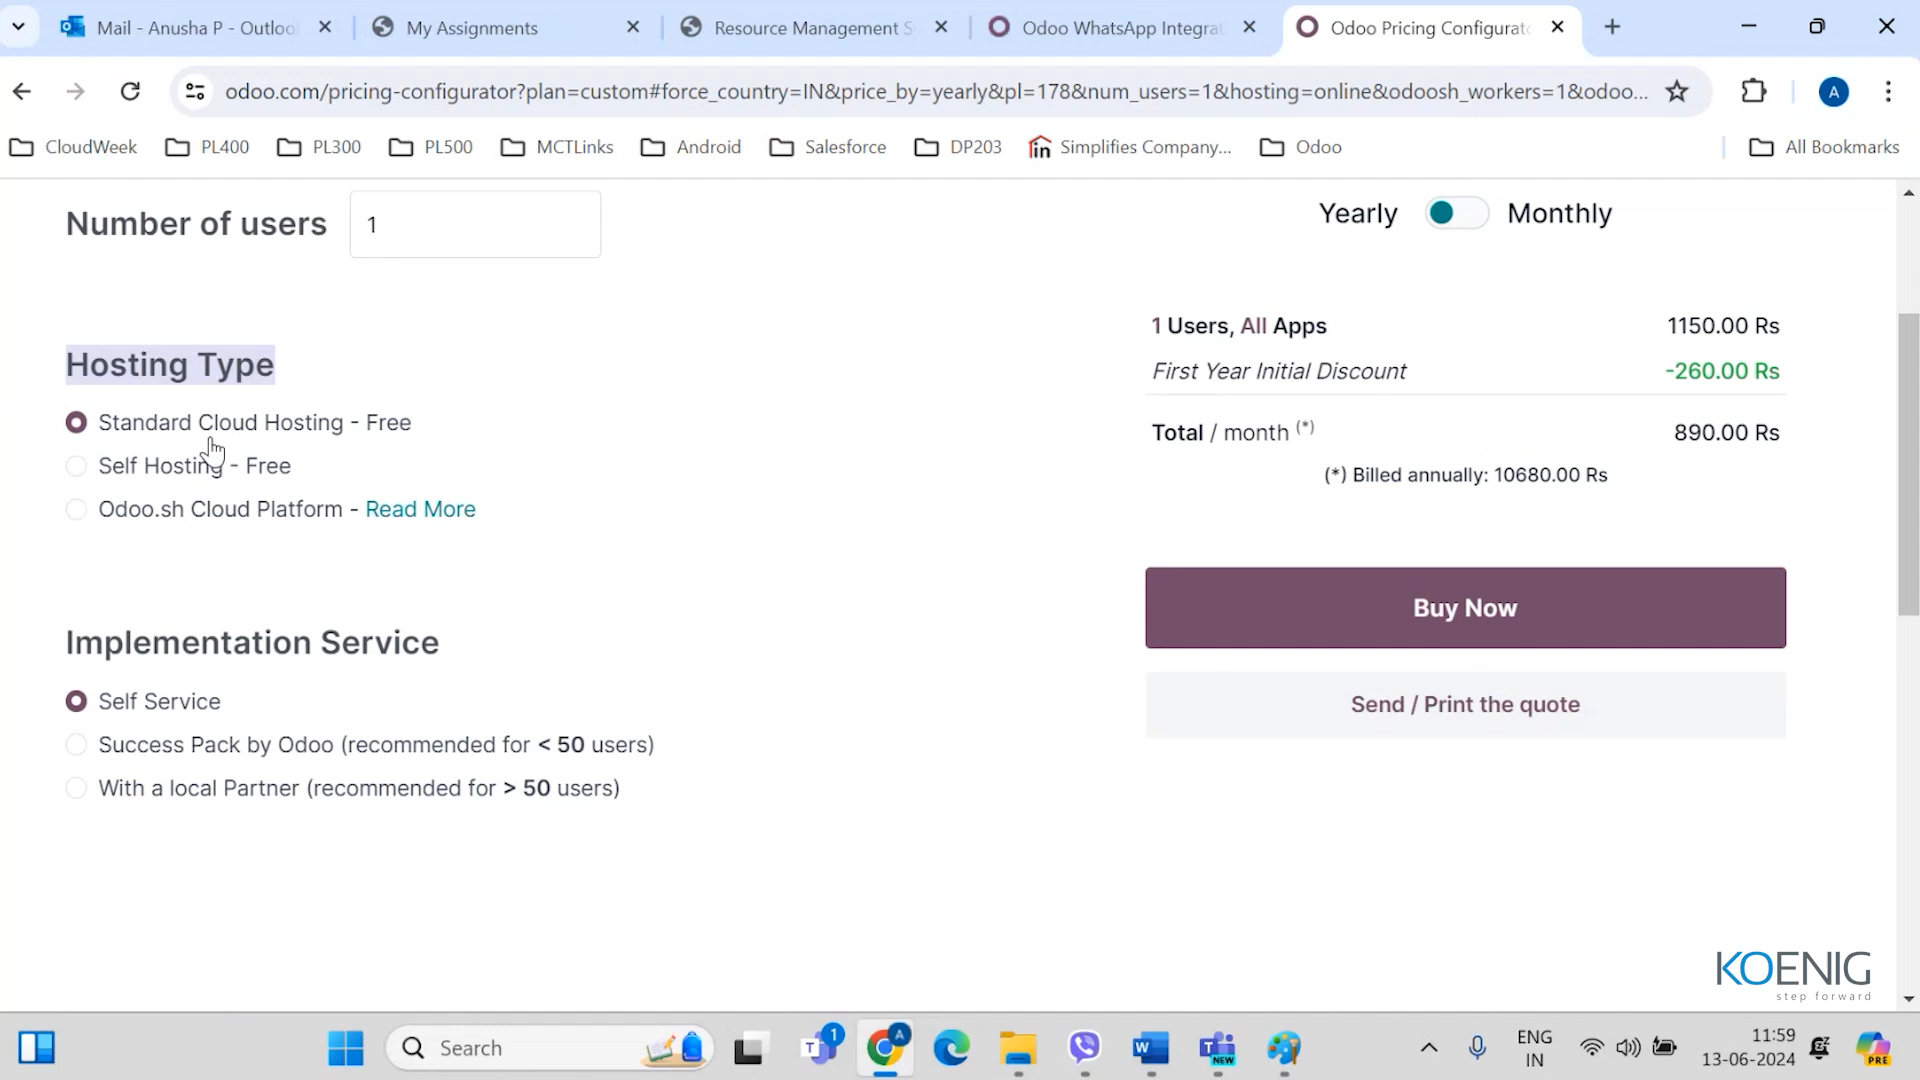 Mail - Anusha P - Outloo
My Assignments
Resource Management S
Odoo WhatsApp Integrat
Odoo Pricing Configurato
odoo.com/pricing-configurator?plan=custom#force_country=IN&price_by=yearly&pl=178&num_users=1&hosting=online&odoosh_workers=1&odoo...
A
CloudWeek
PL400
PL300
PL500
MCTLinks
Android
Salesforce
DP203
Simplifies Company...
Odoo
All Bookmarks
Number of users
1
Yearly
Monthly
1 Users, All Apps
1150.00 Rs
First Year Initial Discount
-260.00 Rs
Total / month (*)
890.00 Rs
(*) Billed annually: 10680.00 Rs
Hosting Type
Standard Cloud Hosting - Free
Self Hosting - Free
Odoo.sh Cloud Platform - Read More
Buy Now
Send / Print the quote
Implementation Service
Self Service
Success Pack by Odoo (recommended for < 50 users)
With a local Partner (recommended for > 50 users)
KOENIG
step forward
Search
1
A
NEW
ENG
IN
11:59
13-06-2024
PRE